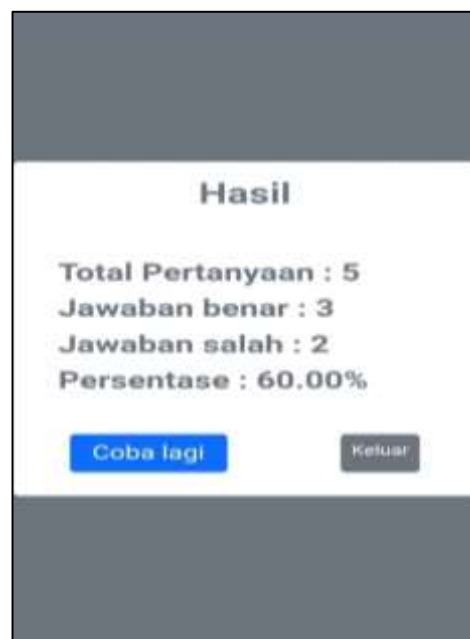 Hasil
Total Pertanyaan : 5
Jawaban benar : 3
Jawaban salah : 2
Persentase : 60.00%
Coba lagi
Keluar